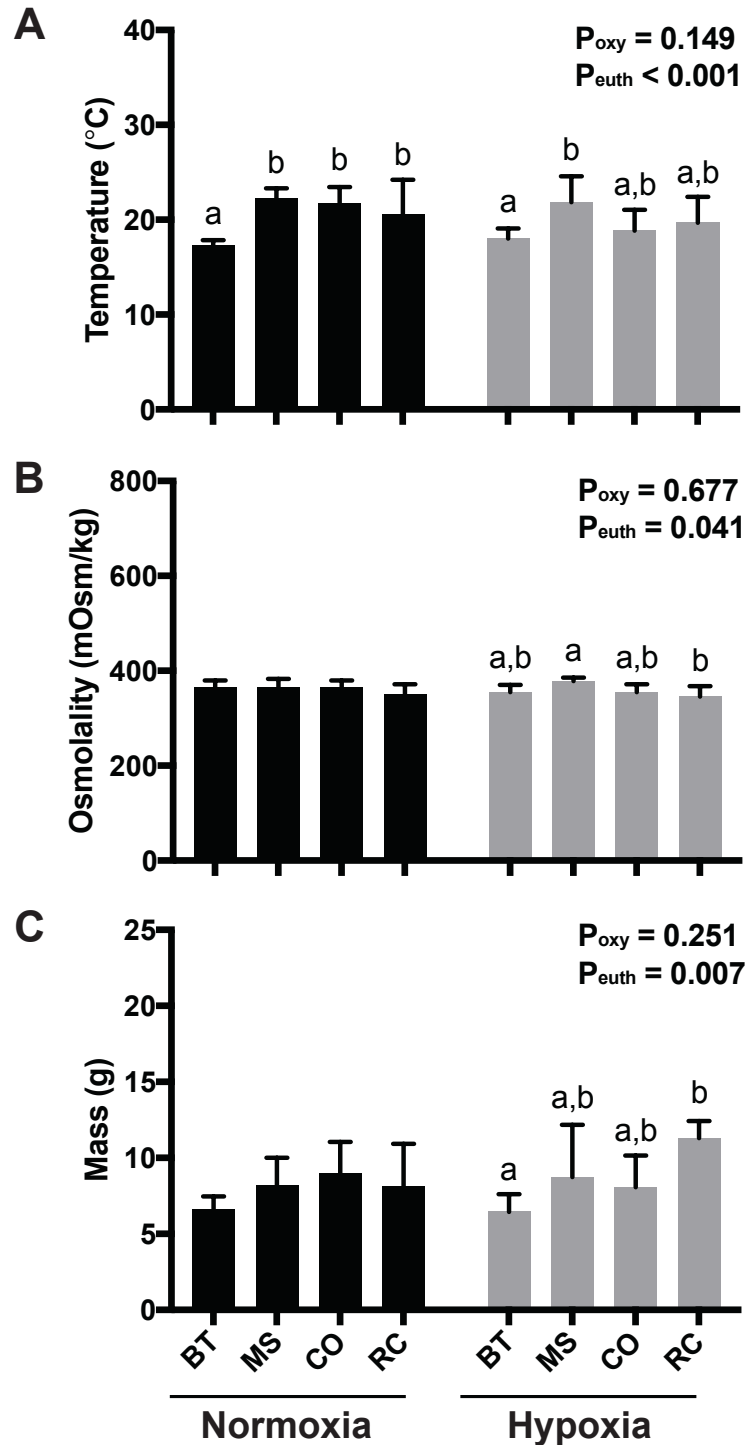 A
Poxy = 0.149
Peuth < 0.001
Temperature (°C)
40
30
20
10
0
a b b b a b a,b a,b
B
Poxy = 0.677
Peuth = 0.041
Osmolality (mOsm/kg)
800
600
400
200
0
a,b a a,b b
C
Poxy = 0.251
Peuth = 0.007
Mass (g)
25
20
15
10
5
0
a a,b a,b b
BT MS CO RC BT MS CO RC
Normoxia Hypoxia